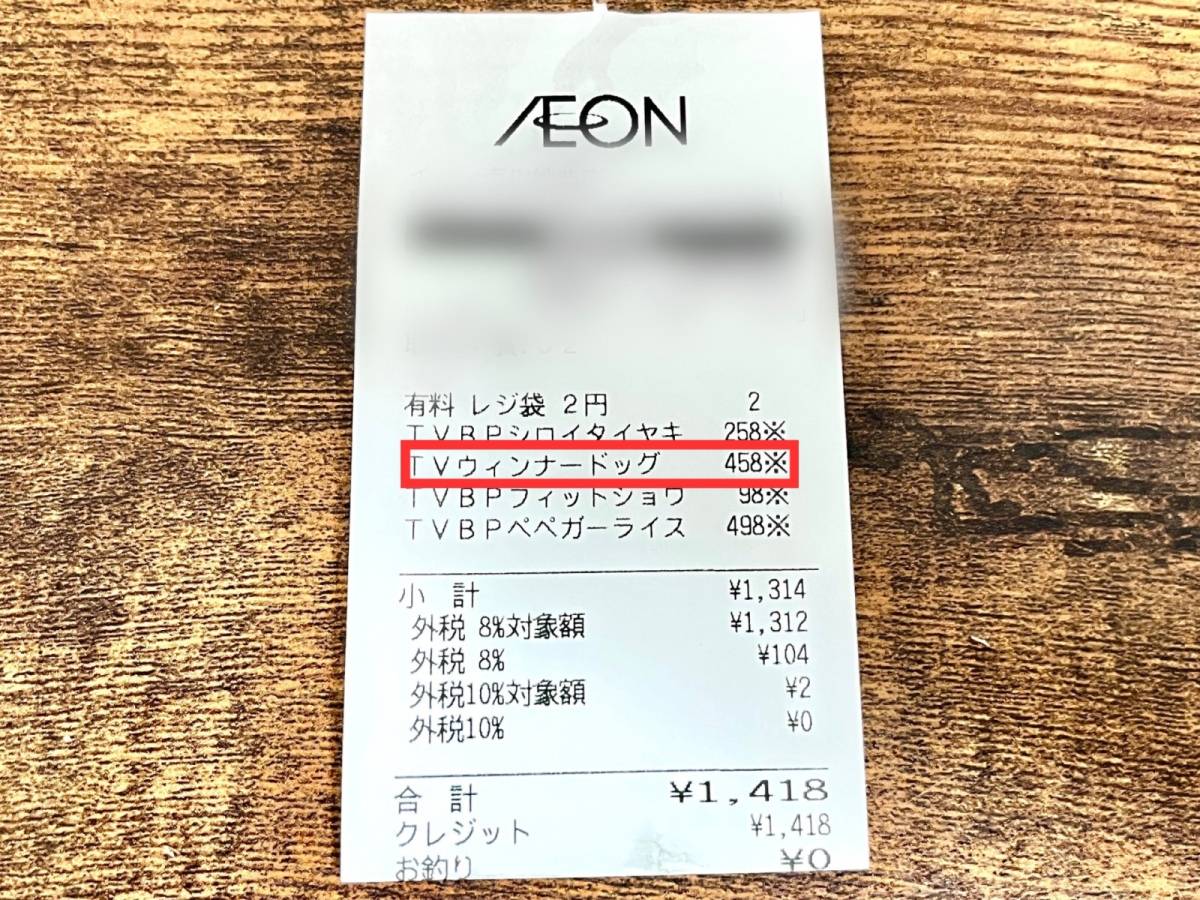 ÆON
有料 レジ袋 2円 2
TVBPシロイタイヤキ 258※
TVウィンナードッグ 458※
TVBPフィットショウ 98※
TVBPペペガーライス 498※
小 計 ¥1,314
外税 8%対象額 ¥1,312
外税 8% ¥104
外税10%対象額 ¥2
外税10% ¥0
合 計 ¥1,418
クレジット ¥1,418
お釣り ¥0